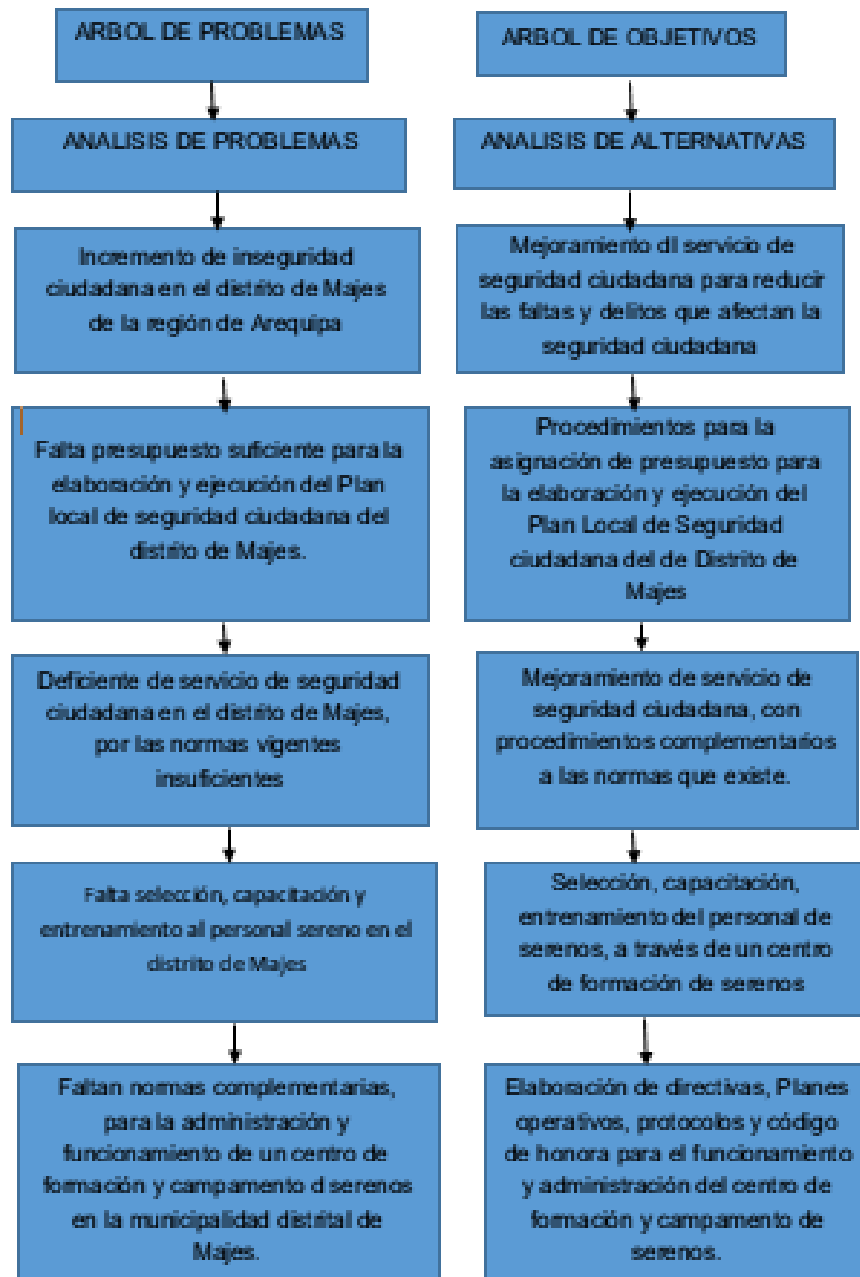 ARBOL DE PROBLEMAS
ANALISIS DE PROBLEMAS
Incremento de inseguridad
ciudadana en el distrito de Majes
de la región de Arequipa
Falta presupuesto suficiente para la
elaboración y ejecución del Plan
local de seguridad ciudadana del
distrito de Majes.
Deficiente de servicio de seguridad
ciudadana en el distrito de Majes,
por las normas vigentes
insuficientes
Falta selección, capacitación y
entrenamiento al personal sereno en el
distrito de Majes
Faltan normas complementarias,
para la administración y
funcionamiento de un centro de
formación y campamento d serenos
en la municipalidad distrital de
Majes.
ARBOL DE OBJETIVOS
ANALISIS DE ALTERNATIVAS
Mejoramiento dl servicio de
seguridad ciudadana para reducir
las faltas y delitos que afectan la
seguridad ciudadana
Procedimientos para la
asignación de presupuesto para
la elaboración y ejecución del
Plan Local de Seguridad
ciudadana del de Distrito de
Majes
Mejoramiento de servicio de
seguridad ciudadana, con
procedimientos complementarios
a las normas que existe.
Selección, capacitación,
entrenamiento del personal de
serenos, a través de un centro
de formación de serenos
Elaboración de directivas, Planes
operativos, protocolos y código
de honora para el funcionamiento
y administración del centro de
formación y campamento de
serenos.